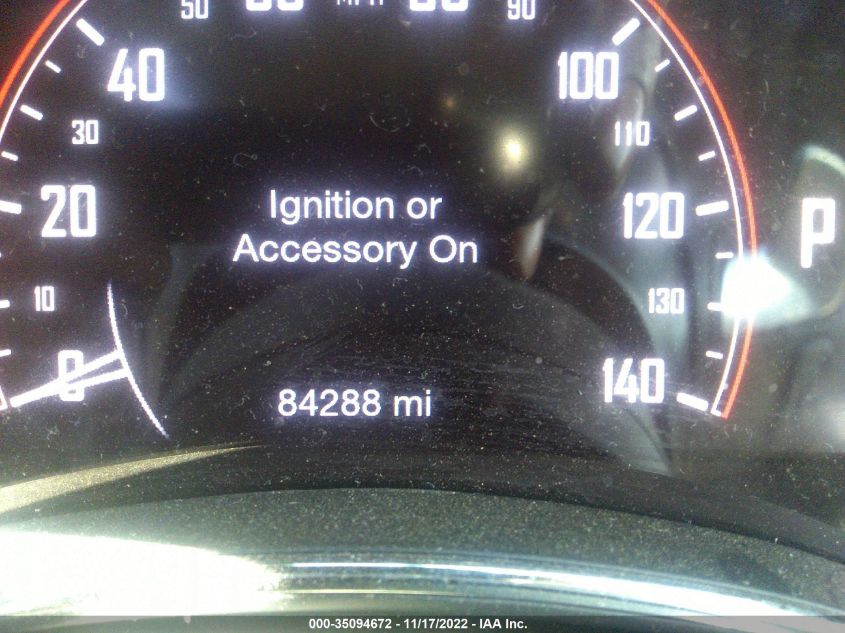 50 MPH 90
40 100
30 110
Ignition or
20 120 P
Accessory On
10 130
0 140
84288 mi
000-35094672 - 11/17/2022 - IAA Inc.